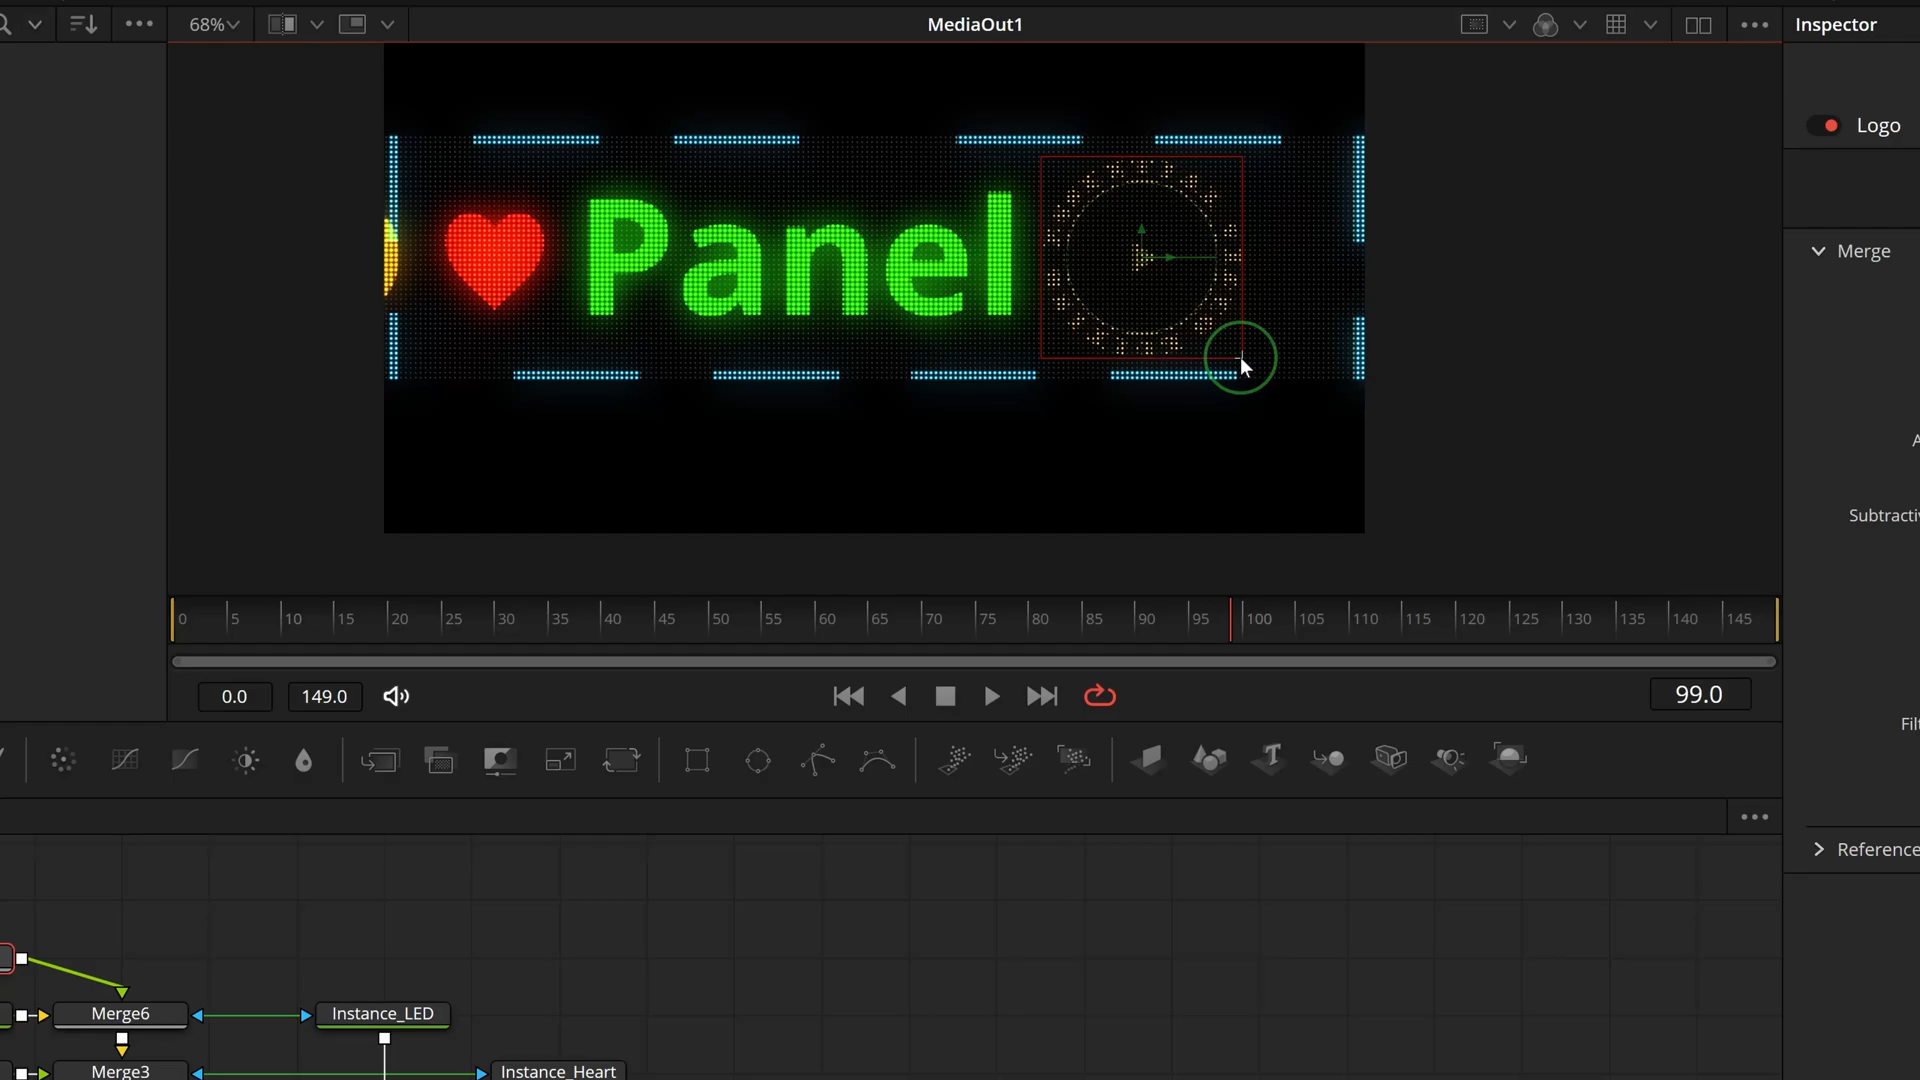 68%
MediaOut1
Inspector
Logo
Merge
Panel
A
Subtractiv
0 5 10 15 20 25 30 35 40 45 50 55 60 65 70 75 80 85 90 95 100 105 110 115 120 125 130 135 140 145
0.0
149.0
99.0
Filt
Reference
Merge6
Instance_LED
Merge3
Instance_Heart